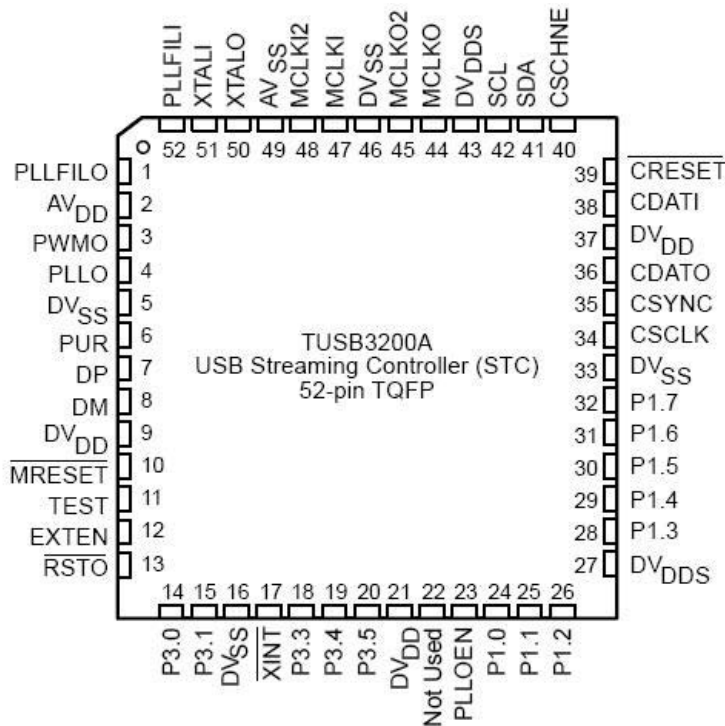 PLLFILI
XTALI
XTALO
AVSS
MCLKI2
MCLKI
DVSS
MCLKO2
MCLKO
DVDDS
SCL
SDA
CSCHNE
52 51 50 49 48 47 46 45 44 43 42 41 40
PLLFILO 1
AVDD 2
PWMO 3
PLLO 4
DVSS 5
PUR 6
DP 7
DM 8
DVDD 9
MRESET 10
TEST 11
EXTEN 12
RSTO 13
TUSB3200A
USB Streaming Controller (STC)
52-pin TQFP
39 CRESET
38 CDATI
37 DVDD
36 CDATO
35 CSYNC
34 CSCLK
33 DVSS
32 P1.7
31 P1.6
30 P1.5
29 P1.4
28 P1.3
27 DVDDS
14 15 16 17 18 19 20 21 22 23 24 25 26
P3.0
P3.1
DVSS
XINT
P3.3
P3.4
P3.5
DVDD
Not Used
PLLOEN
P1.0
P1.1
P1.2